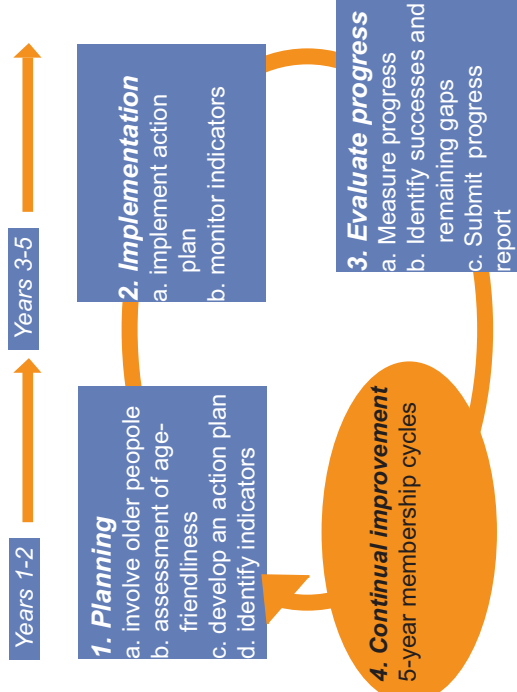 Years 1-2
Years 3-5
1. Planning
a. involve older peopole
b. assessment of age-
friendliness
c. develop an action plan
d. identify indicators
2. Implementation
a. implement action
plan
b. monitor indicators
3. Evaluate progress
a. Measure progress
b. Identify successes and
remaining gaps
c. Submit progress
report
4. Continual improvement
5-year membership cycles